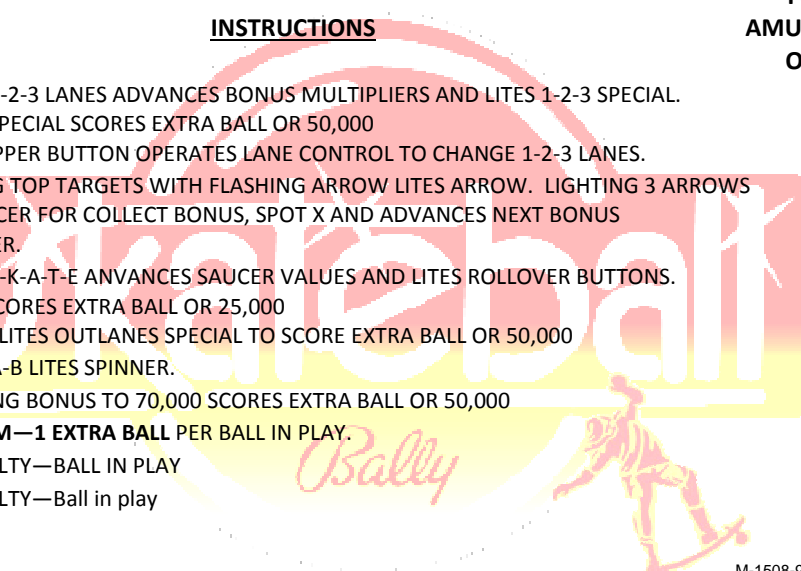 INSTRUCTIONS
AMU
O
-2-3 LANES ADVANCES BONUS MULTIPLIERS AND LITES 1-2-3 SPECIAL.
PECIAL SCORES EXTRA BALL OR 50,000
PPER BUTTON OPERATES LANE CONTROL TO CHANGE 1-2-3 LANES.
G TOP TARGETS WITH FLASHING ARROW LITES ARROW. LIGHTING 3 ARROWS
CER FOR COLLECT BONUS, SPOT X AND ADVANCES NEXT BONUS
ER.
-K-A-T-E ANVANCES SAUCER VALUES AND LITES ROLLOVER BUTTONS.
CORES EXTRA BALL OR 25,000
LITES OUTLANES SPECIAL TO SCORE EXTRA BALL OR 50,000
A-B LITES SPINNER.
NG BONUS TO 70,000 SCORES EXTRA BALL OR 50,000
M—1 EXTRA BALL PER BALL IN PLAY.
LTY—BALL IN PLAY
LTY—Ball in play
kateball
Bally
M-1508-9